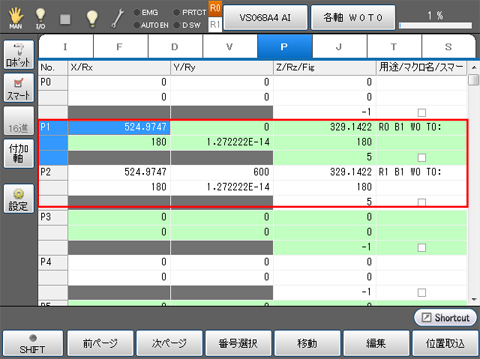 MAN I/O EMG AUTO EN PRTCT D SW R0 R1 VS068A4 AI 各軸 W0T0 1 %
I F D V P J T S
ロボット
スマート
16進
付加軸
設定
No. X/Rx Y/Ry Z/Rz/Fig 用途/マクロ名/スマー
P0 0 0 0
0 0 0
-1
P1 524.9747 0 329.1422 R0 B1 W0 T0:
180 1.272222E-14 180
5
P2 524.9747 600 329.1422 R1 B1 W0 T0:
180 1.272222E-14 180
5
P3 0 0 0
0 0 0
-1
P4 0 0 0
0 0 0
-1
Shortcut
SHIFT 前ページ 次ページ 番号選択 移動 編集 位置取込